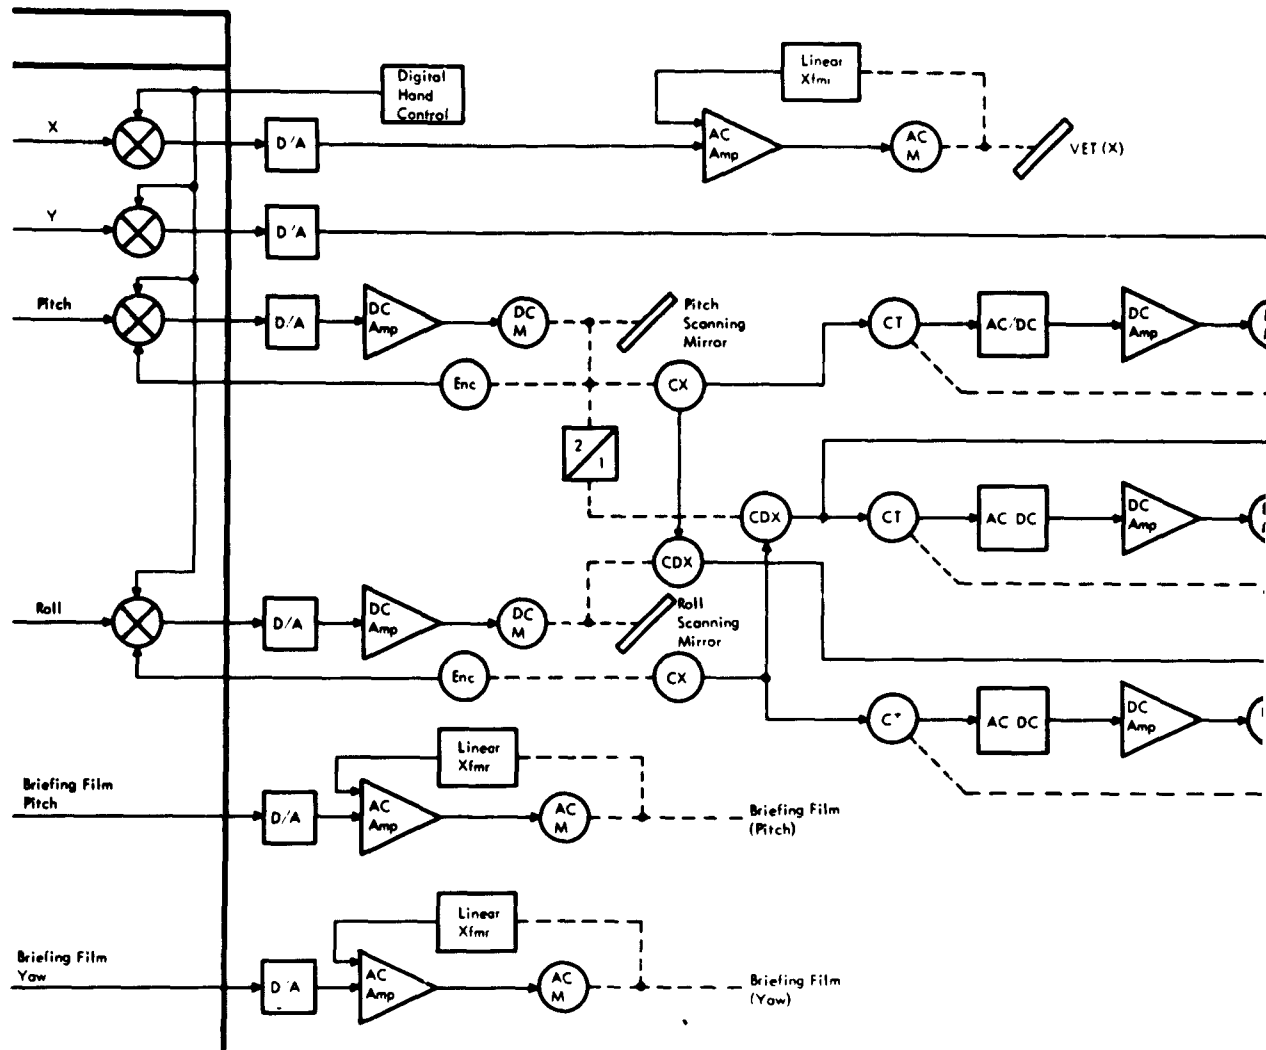 Digital
Hand
Control
Linear
Xfmr
X
D/A
AC
Amp
AC
M
VET (X)
Y
D/A
Pitch
D/A
DC
Amp
DC
M
Pitch
Scanning
Mirror
CT
AC/DC
DC
Amp
Enc
CX
2
1
CDX
CT
AC DC
DC
Amp
CDX
Roll
D/A
DC
Amp
DC
M
Roll
Scanning
Mirror
Enc
CX
AC DC
DC
Amp
Linear
Xfmr
Briefing Film
Pitch
D/A
AC
Amp
AC
M
Briefing Film
(Pitch)
Linear
Xfmr
Briefing Film
Yaw
D/A
AC
Amp
AC
M
Briefing Film
(Yaw)